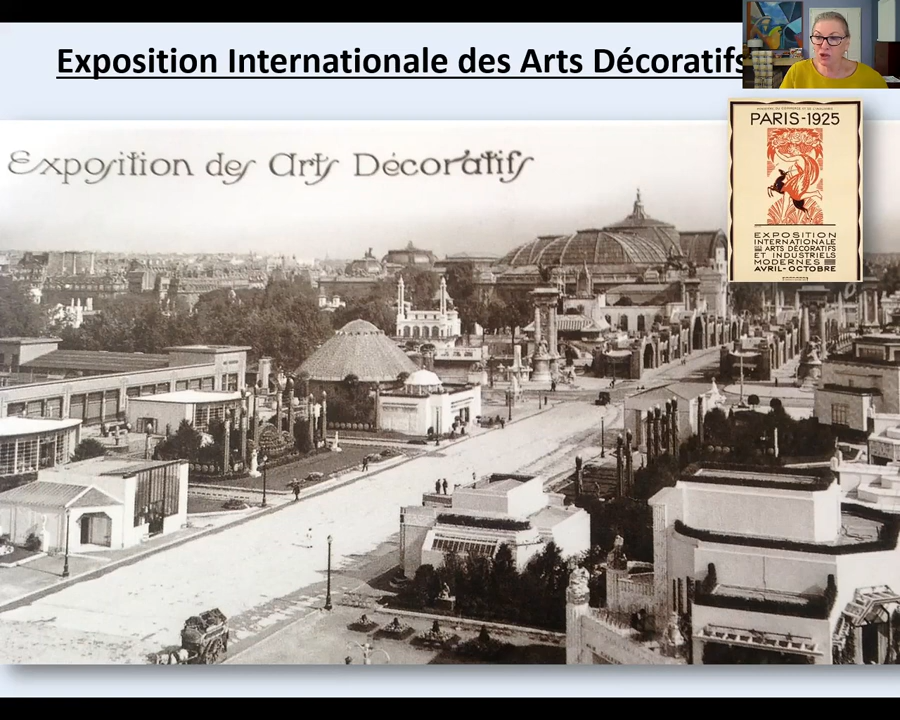 Exposition Internationale des Arts Décoratifs
Exposition des Arts Décoratifs
PARIS-1925
EXPOSITION
INTERNATIONALE
DES ARTS DÉCORATIFS
ET INDUSTRIELS
MODERNES
AVRIL-OCTOBRE